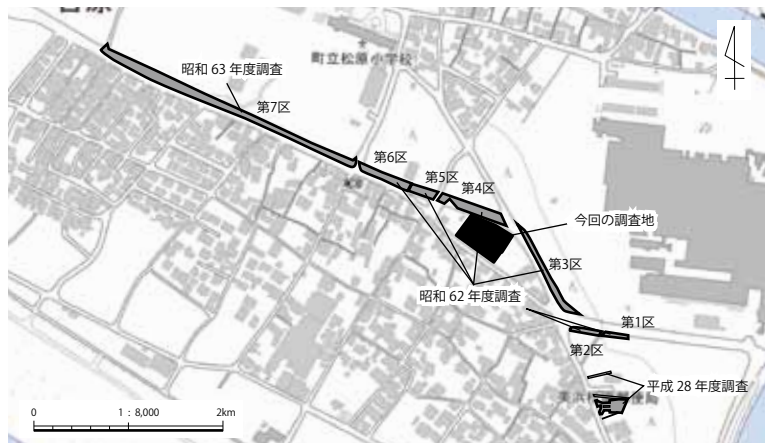 吉原
町立松原小学校
昭和 63 年度調査
第7区
第6区
第5区
第4区
今回の調査地
第3区
昭和 62 年度調査
第1区
第2区
平成 28 年度調査
0
1：8,000
2km